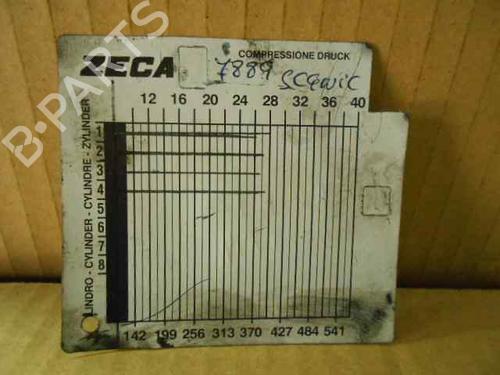 COMPRESSIONE DRUCK
ZECA
7889 SCENIC
12 16 20 24 28 32 36 40
LINDRO - CYLINDER - CYLINDRE - ZYLINDER
1
2
3
4
5
6
7
8
142 199 256 313 370 427 484 541
B-PARTS